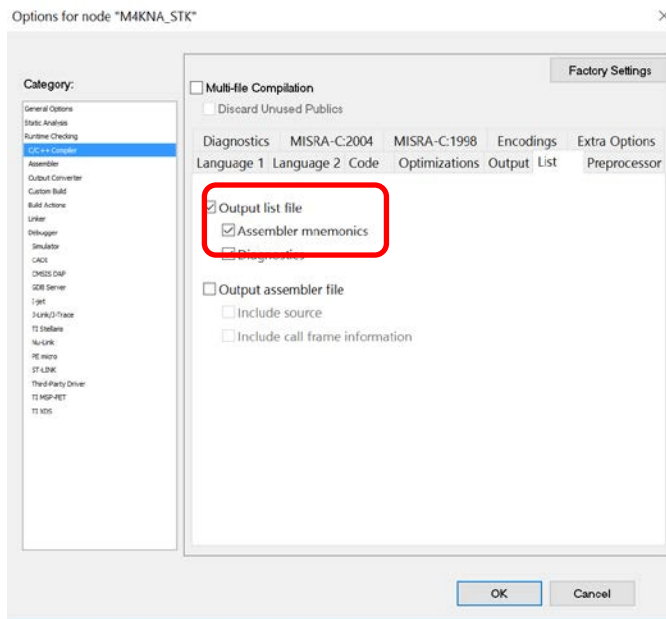 Options for node "M4KNA_STK"
Factory Settings
Category:
General Options
Static Analysis
Runtime Checking
C/C++ Compiler
Assembler
Output Converter
Custom Build
Build Actions
Linker
Debugger
Simulator
CADI
CMSIS DAP
GDB Server
I-jet
J-Link/J-Trace
TI Stellaris
Nu-Link
PE micro
ST-LINK
Third-Party Driver
TI MSP-FET
TI XDS
Multi-file Compilation
Discard Unused Publics
Diagnostics MISRA-C:2004 MISRA-C:1998 Encodings Extra Options
Language 1 Language 2 Code Optimizations Output List Preprocessor
Output list file
Assembler mnemonics
Diagnostics
Output assembler file
Include source
Include call frame information
OK Cancel